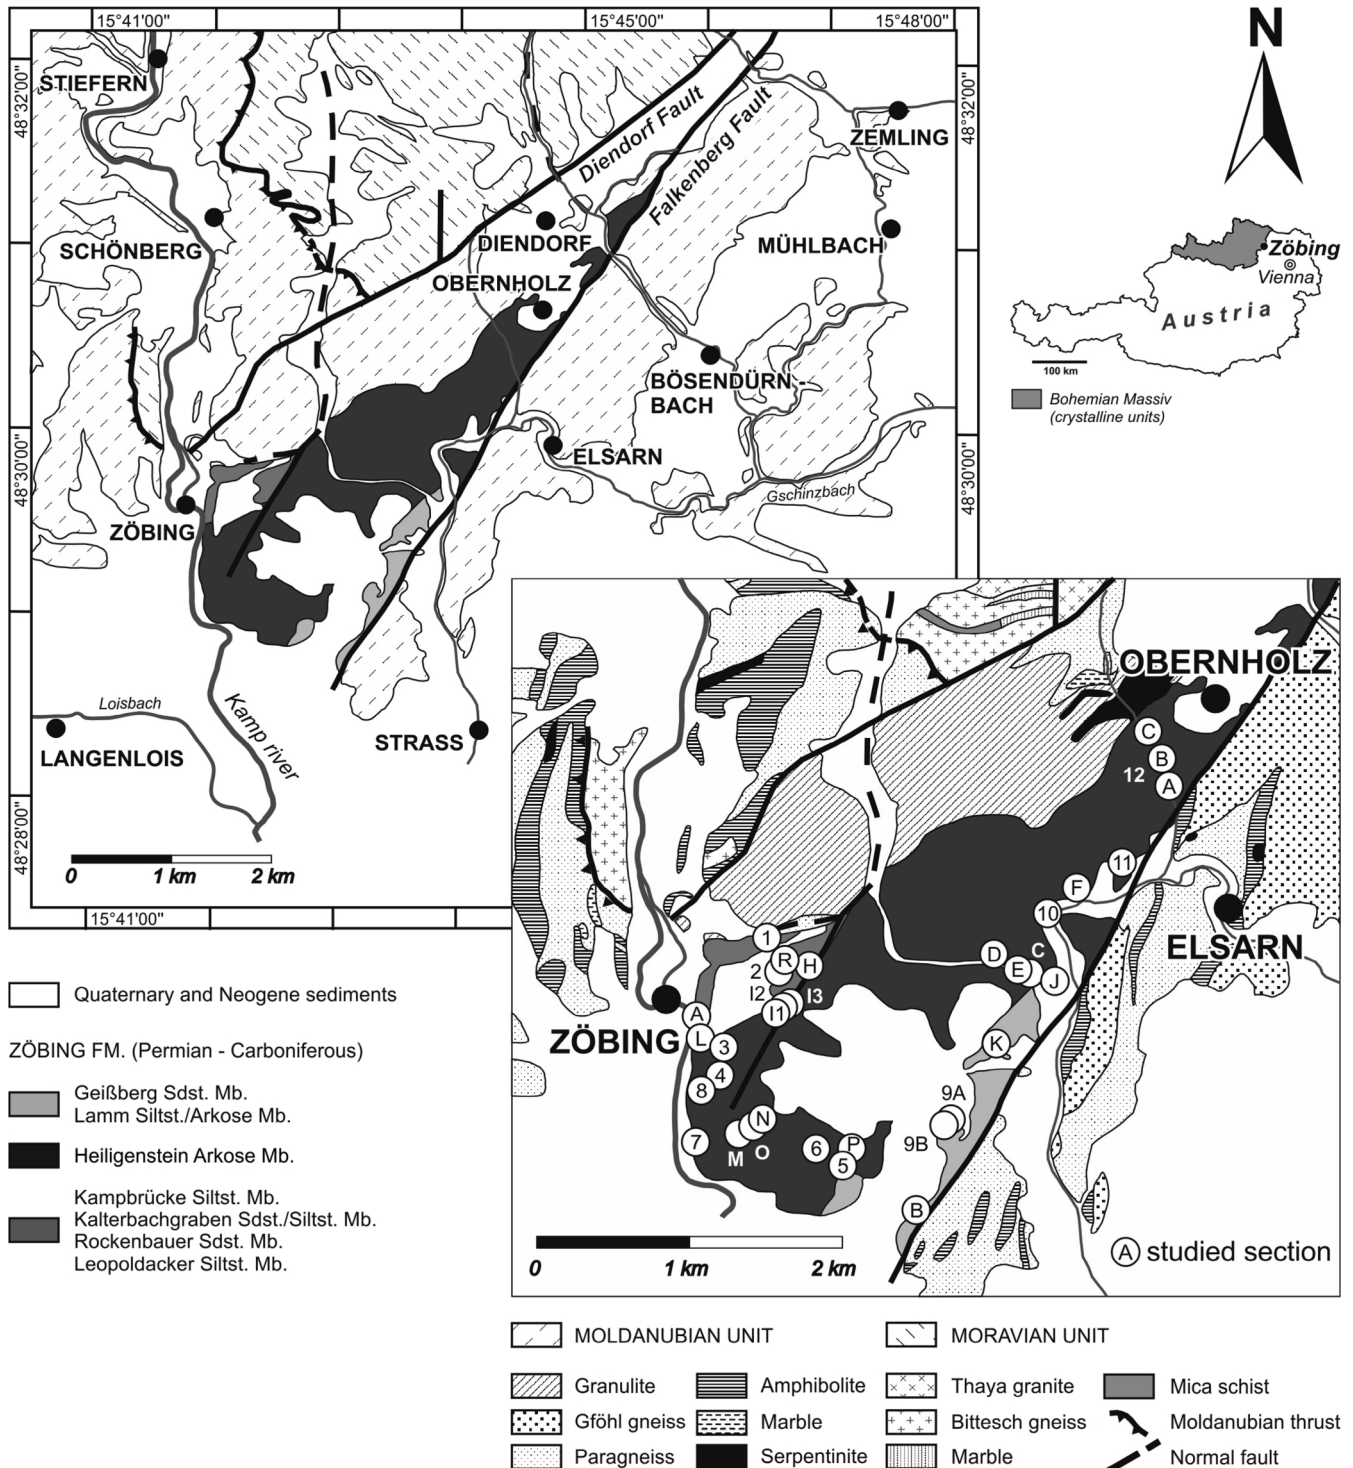 15°41'00"
15°45'00"
15°48'00"
N
STIEFERN
48°32'00"
48°32'00"
ZEMLING
Diendorf Fault
Falkenberg Fault
SCHÖNBERG
DIENDORF
MÜHLBACH
OBERNHOLZ
Zöbing
Vienna
Austria
100 km
BÖSENDÜRN-
BACH
Bohemian Massiv
(crystalline units)
48°30'00"
48°30'00"
ELSARN
Gschinzbach
ZÖBING
Loisbach
Kamp river
LANGENLOIS
STRASS
48°28'00"
0 1 km 2 km
15°41'00"
OBERNHOLZ
C
B
12
A
11
F
10
ELSARN
1
R
H
2
D
C
E
J
I2
I3
I1
A
ZÖBING
L
3
K
4
8
9A
N
7
M
O
6
P
9B
5
B
0 1 km 2 km
A studied section
Quaternary and Neogene sediments
ZÖBING FM. (Permian - Carboniferous)
Geißberg Sdst. Mb.
Lamm Siltst./Arkose Mb.
Heiligenstein Arkose Mb.
Kampbrücke Siltst. Mb.
Kalterbachgraben Sdst./Siltst. Mb.
Rockenbauer Sdst. Mb.
Leopoldacker Siltst. Mb.
MOLDANUBIAN UNIT
MORAVIAN UNIT
Granulite
Amphibolite
Thaya granite
Mica schist
Gföhl gneiss
Marble
Bittesch gneiss
Moldanubian thrust
Paragneiss
Serpentinite
Marble
Normal fault